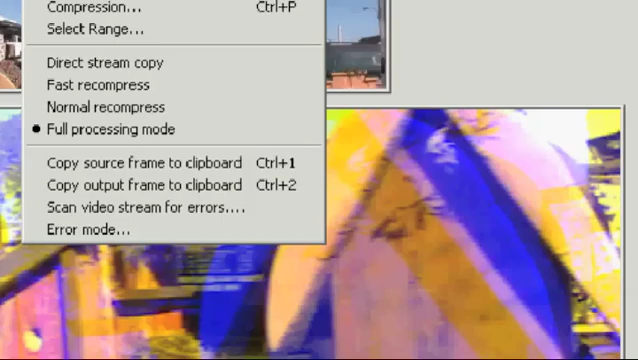 Compression... Ctrl+P
Select Range...
Direct stream copy
Fast recompress
Normal recompress
Full processing mode
Copy source frame to clipboard Ctrl+1
Copy output frame to clipboard Ctrl+2
Scan video stream for errors....
Error mode...